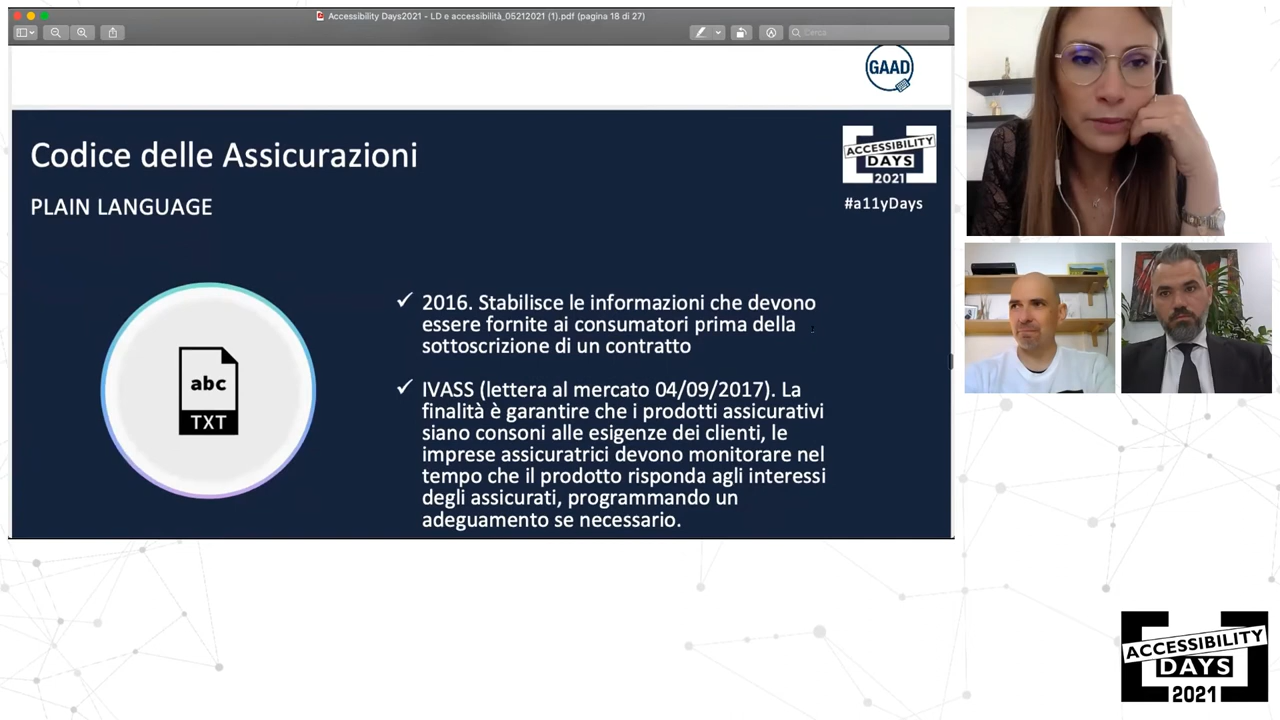 Accessibility Days2021 - LD e accessibilità_05212021 (1).pdf (pagina 18 di 27)
Cerca
GAAD
Codice delle Assicurazioni
PLAIN LANGUAGE
ACCESSIBILITY
DAYS
2021
#a11yDays
abc
TXT
2016. Stabilisce le informazioni che devono
essere fornite ai consumatori prima della
sottoscrizione di un contratto
IVASS (lettera al mercato 04/09/2017). La
finalità è garantire che i prodotti assicurativi
siano consoni alle esigenze dei clienti, le
imprese assicuratrici devono monitorare nel
tempo che il prodotto risponda agli interessi
degli assicurati, programmando un
adeguamento se necessario.
ACCESSIBILITY
DAYS
2021